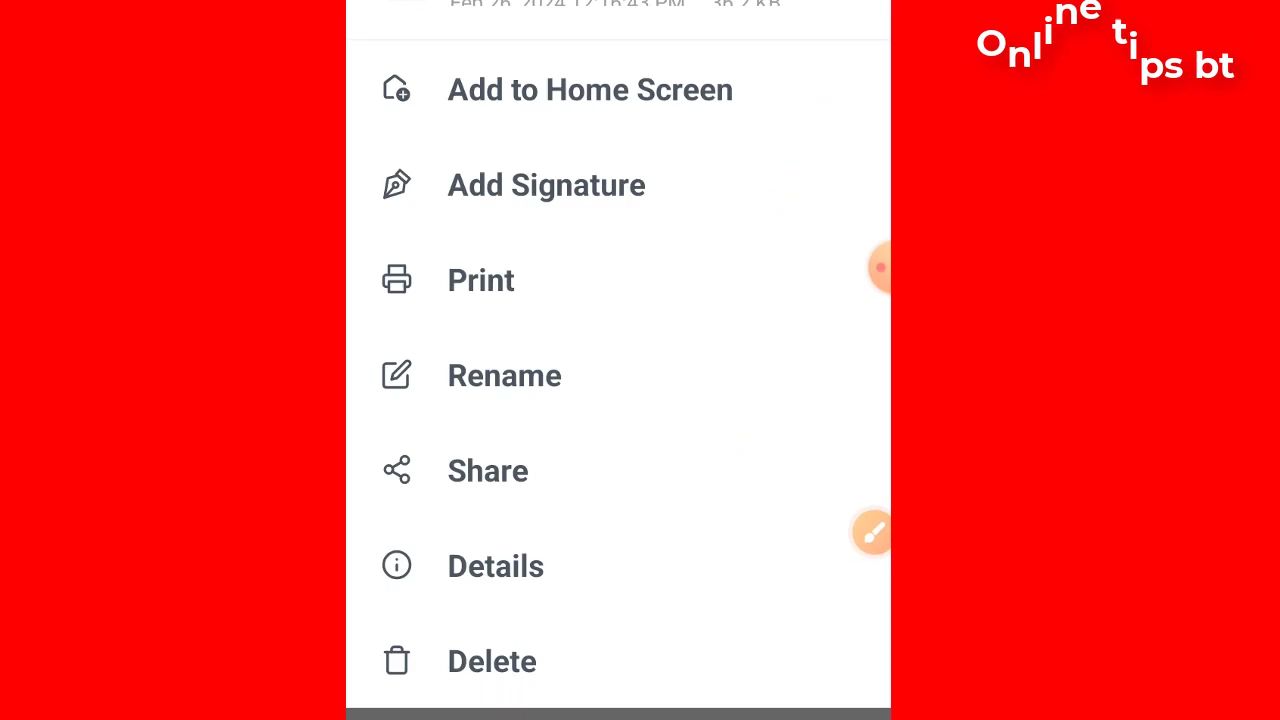 Feb 26, 2024 12:16:43 PM 36.2 KB
Online tips bt
Add to Home Screen
Add Signature
Print
Rename
Share
Details
Delete